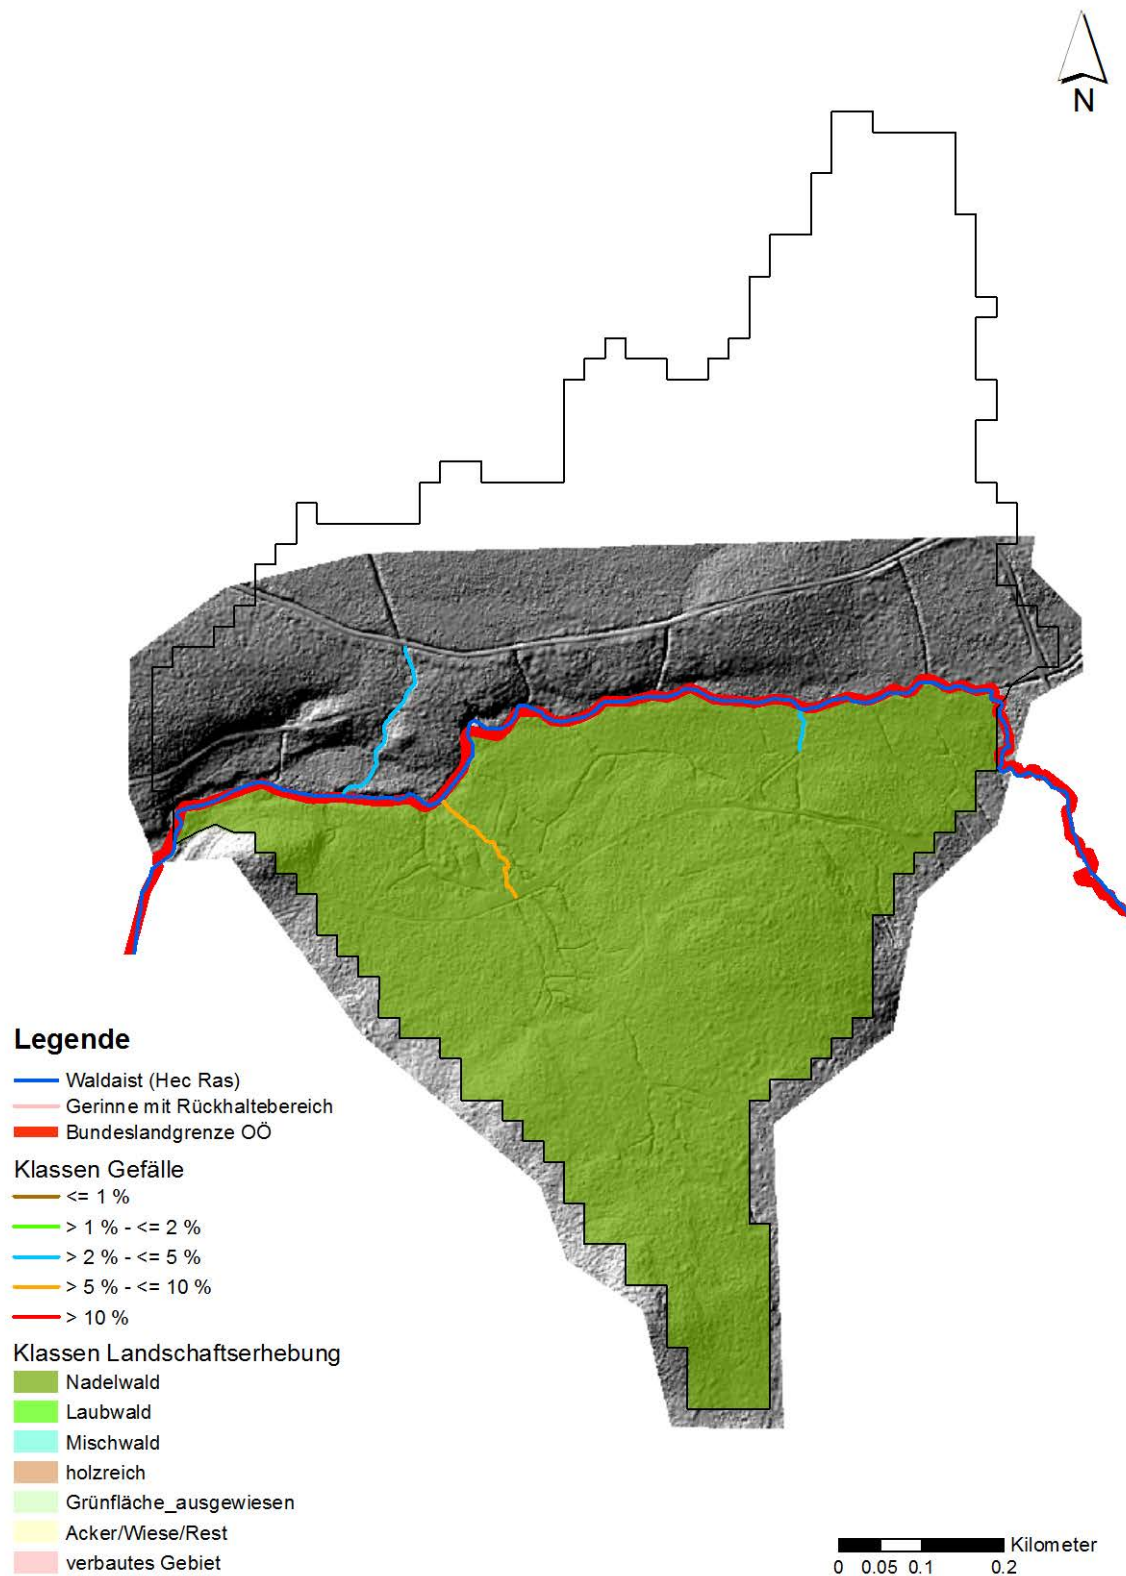 N
Legende
Waldaist (Hec Ras)
Gerinne mit Rückhaltebereich
Bundeslandgrenze OÖ
Klassen Gefälle
<= 1 %
> 1 % - <= 2 %
> 2 % - <= 5 %
> 5 % - <= 10 %
> 10 %
Klassen Landschaftserhebung
Nadelwald
Laubwald
Mischwald
holzreich
Grünfläche_ausgewiesen
Acker/Wiese/Rest
verbautes Gebiet
Kilometer
0 0.05 0.1 0.2